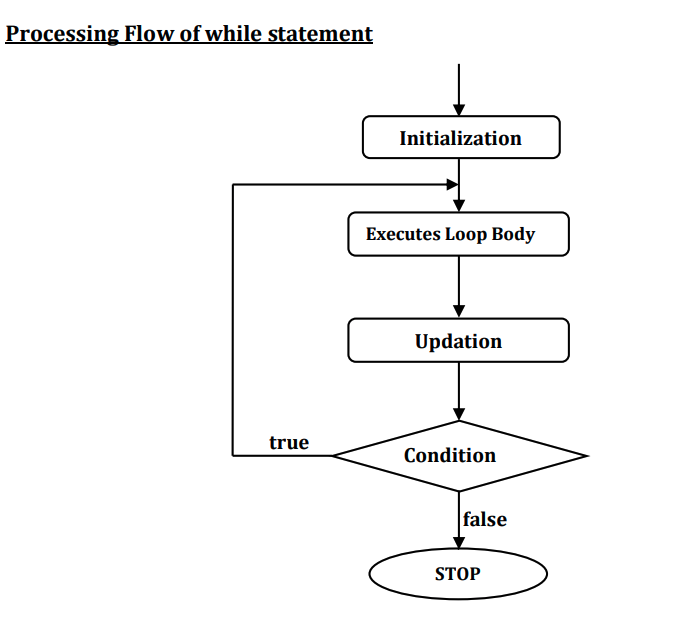 Processing Flow of while statement
Initialization
Executes Loop Body
Updation
true
Condition
false
STOP